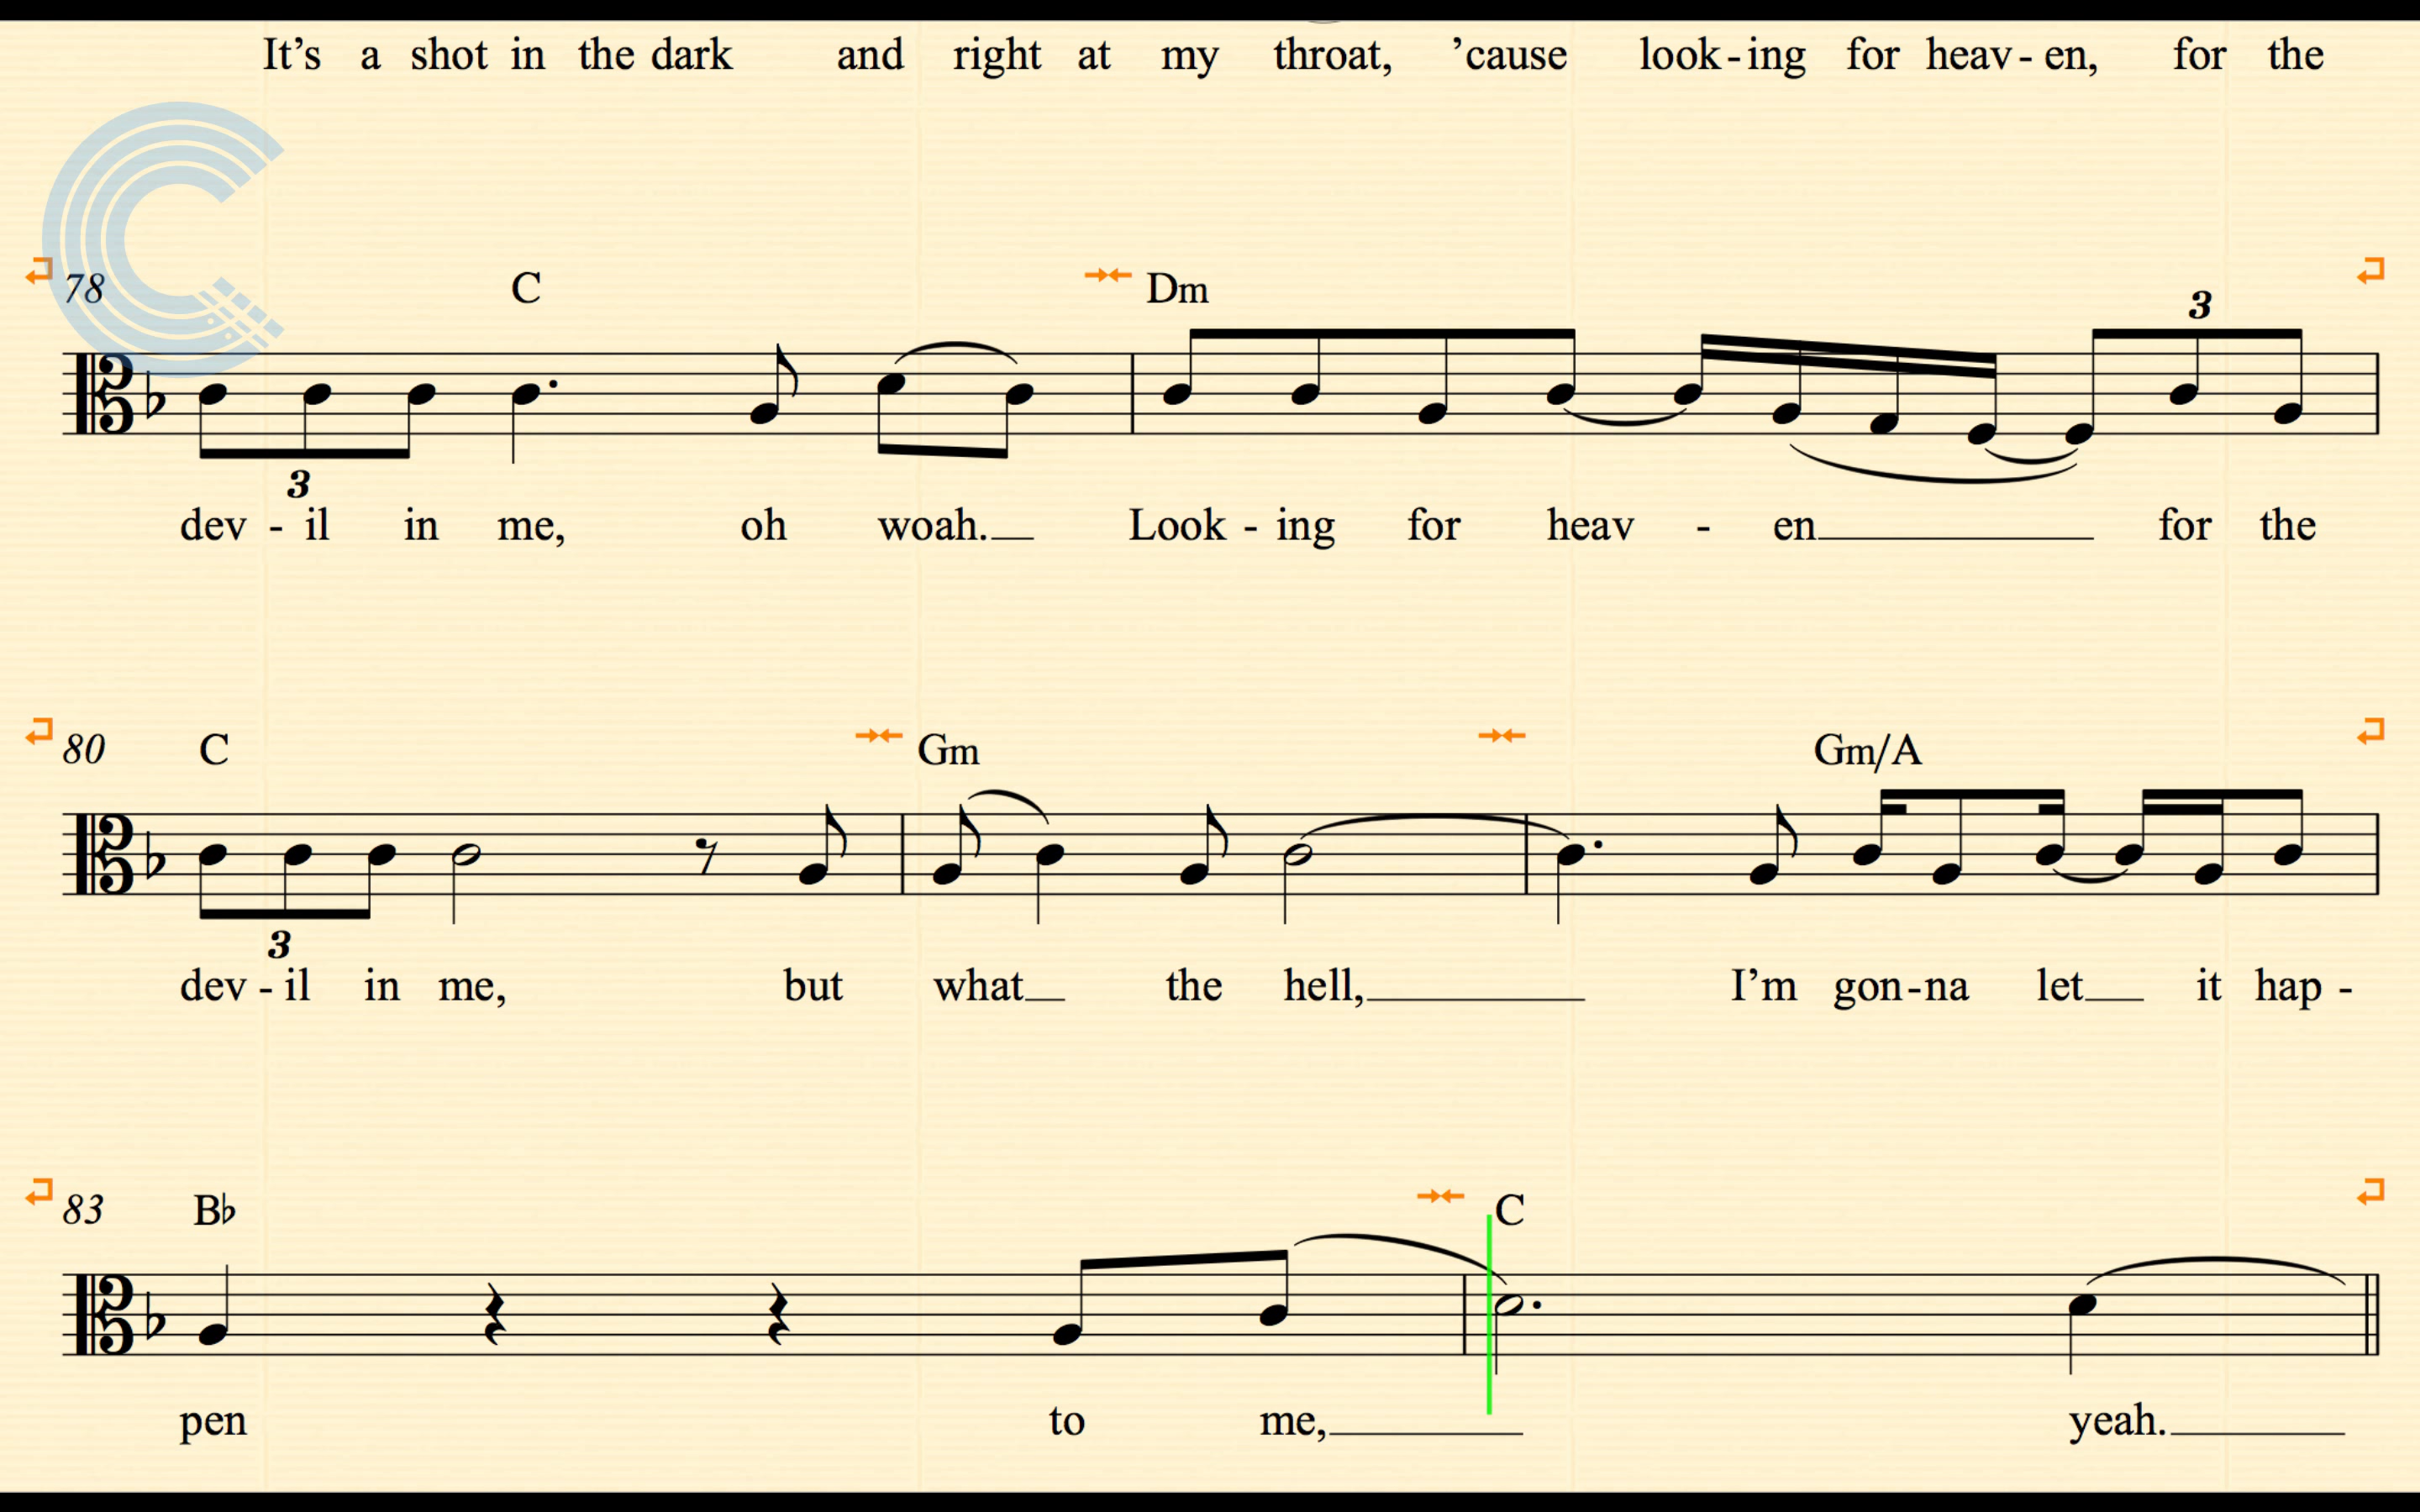 It's a shot in the dark and right at my throat, 'cause look-ing for heav-en, for the
78 C Dm 3
3
dev - il in me, oh woah. Look - ing for heav - en for the
80 C Gm Gm/A
3
dev - il in me, but what the hell, I'm gon-na let it hap -
83 B♭ C
pen to me, yeah.